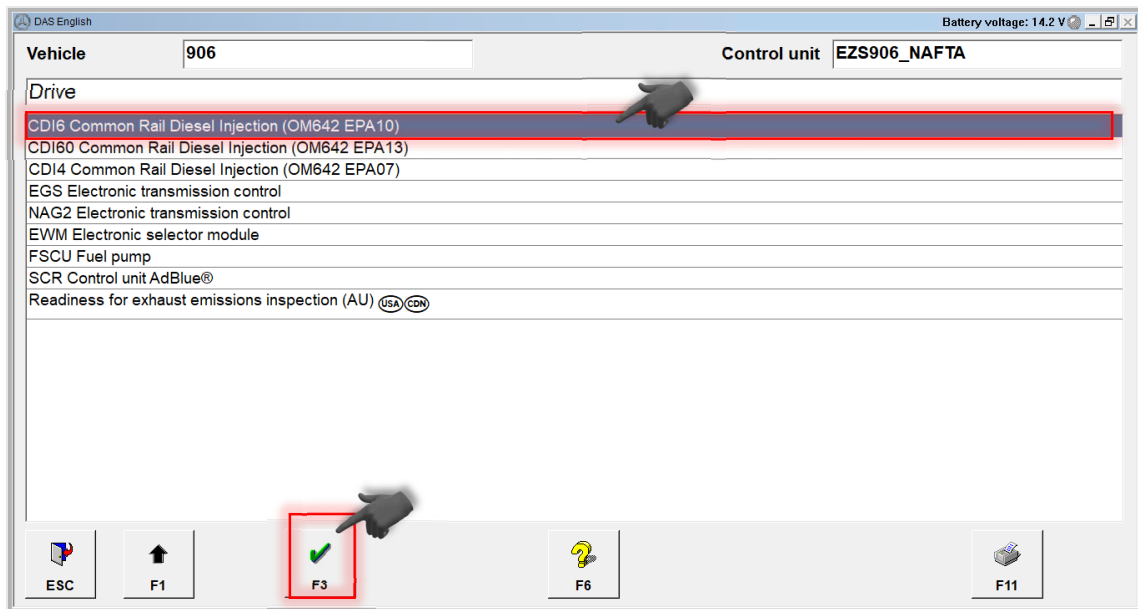 DAS English Battery voltage: 14.2 V
Vehicle 906 Control unit EZS906_NAFTA
Drive
CDI6 Common Rail Diesel Injection (OM642 EPA10)
CDI60 Common Rail Diesel Injection (OM642 EPA13)
CDI4 Common Rail Diesel Injection (OM642 EPA07)
EGS Electronic transmission control
NAG2 Electronic transmission control
EWM Electronic selector module
FSCU Fuel pump
SCR Control unit AdBlue®
Readiness for exhaust emissions inspection (AU) USA CDN
ESC F1 F3 F6 F11